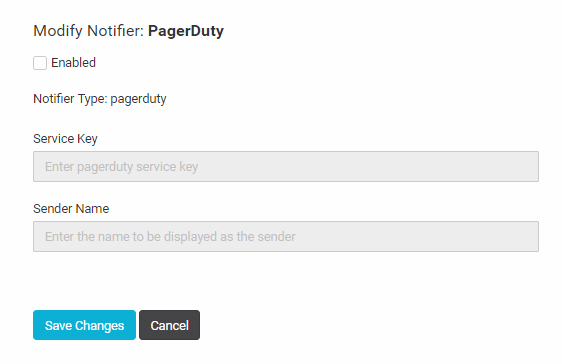 Modify Notifier: PagerDuty
Enabled
Notifier Type: pagerduty
Service Key
Enter pagerduty service key
Sender Name
Enter the name to be displayed as the sender
Save Changes Cancel